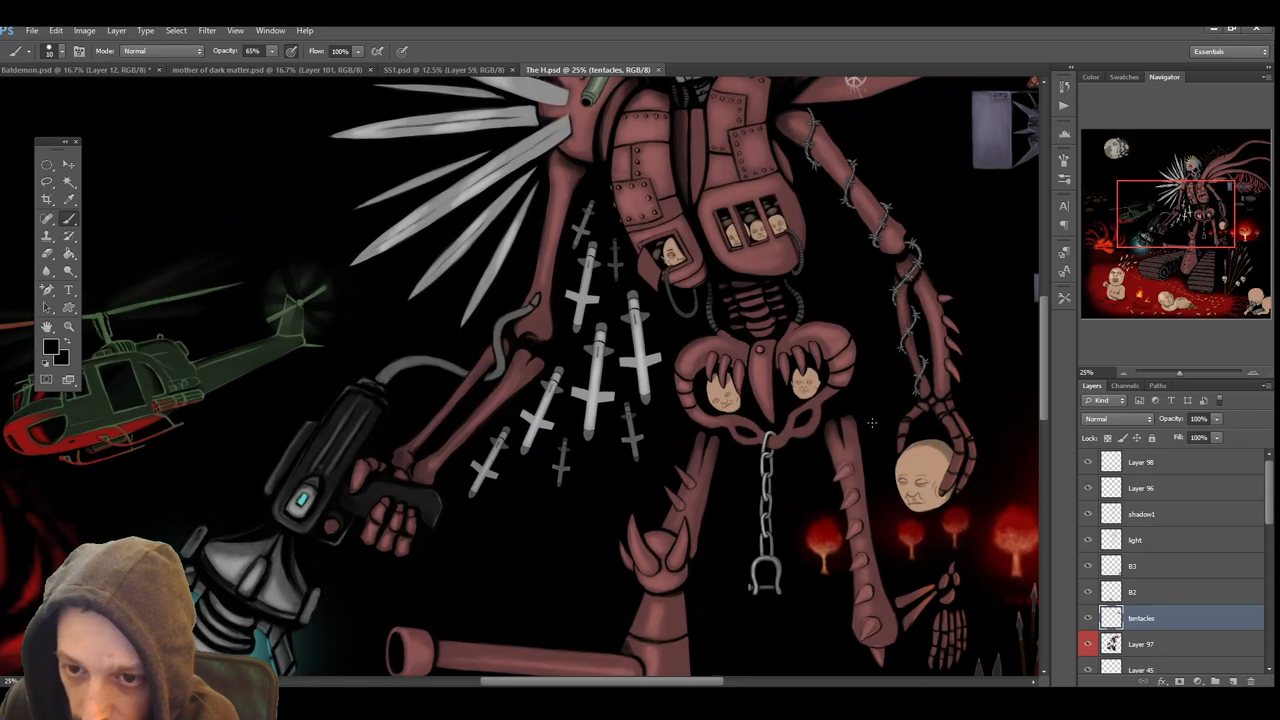 Ps File Edit Image Layer Type Select Filter View Window Help
10 Mode: Normal Opacity: 65% Flow: 100% Essentials
Batdemon.psd @ 16.7% (Layer 12, RGB/8) * × mother of dark matter.psd @ 16.7% (Layer 101, RGB/8) × SS1.psd @ 12.5% (Layer 59, RGB/8) × The H.psd @ 25% (tentacles, RGB/8) ×
Color Swatches Navigator
25%
Layers Channels Paths
Kind
Normal Opacity: 100%
Lock: Fill: 100%
Layer 98
Layer 96
shadow1
light
B3
B2
tentacles
Layer 97
Layer 45
25%